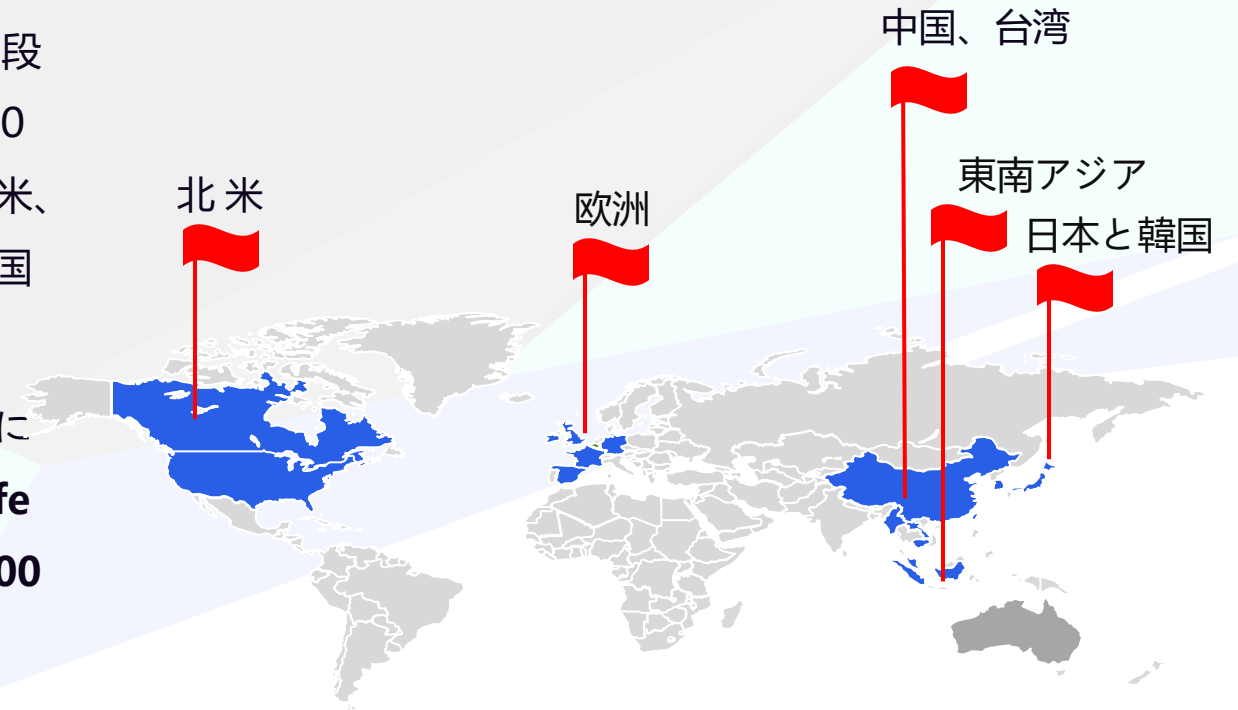 段
0
米、
国
に
fe
00
北 米
欧洲
中国、台湾
東南アジア
日本と韓国